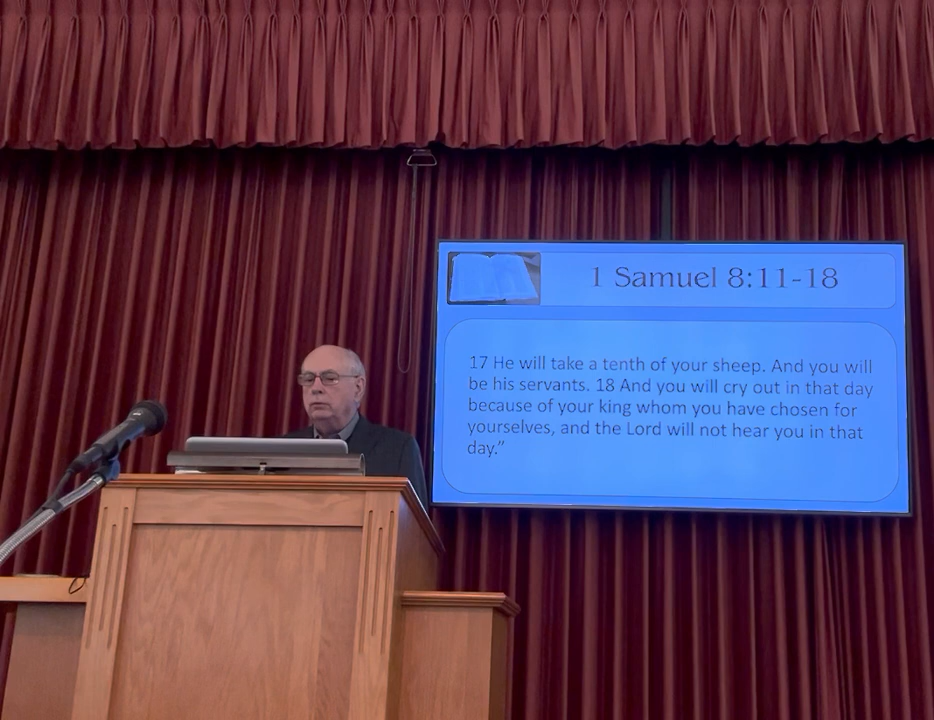 1 Samuel 8:11-18
17 He will take a tenth of your sheep. And you will
be his servants. 18 And you will cry out in that day
because of your king whom you have chosen for
yourselves, and the Lord will not hear you in that
day.”